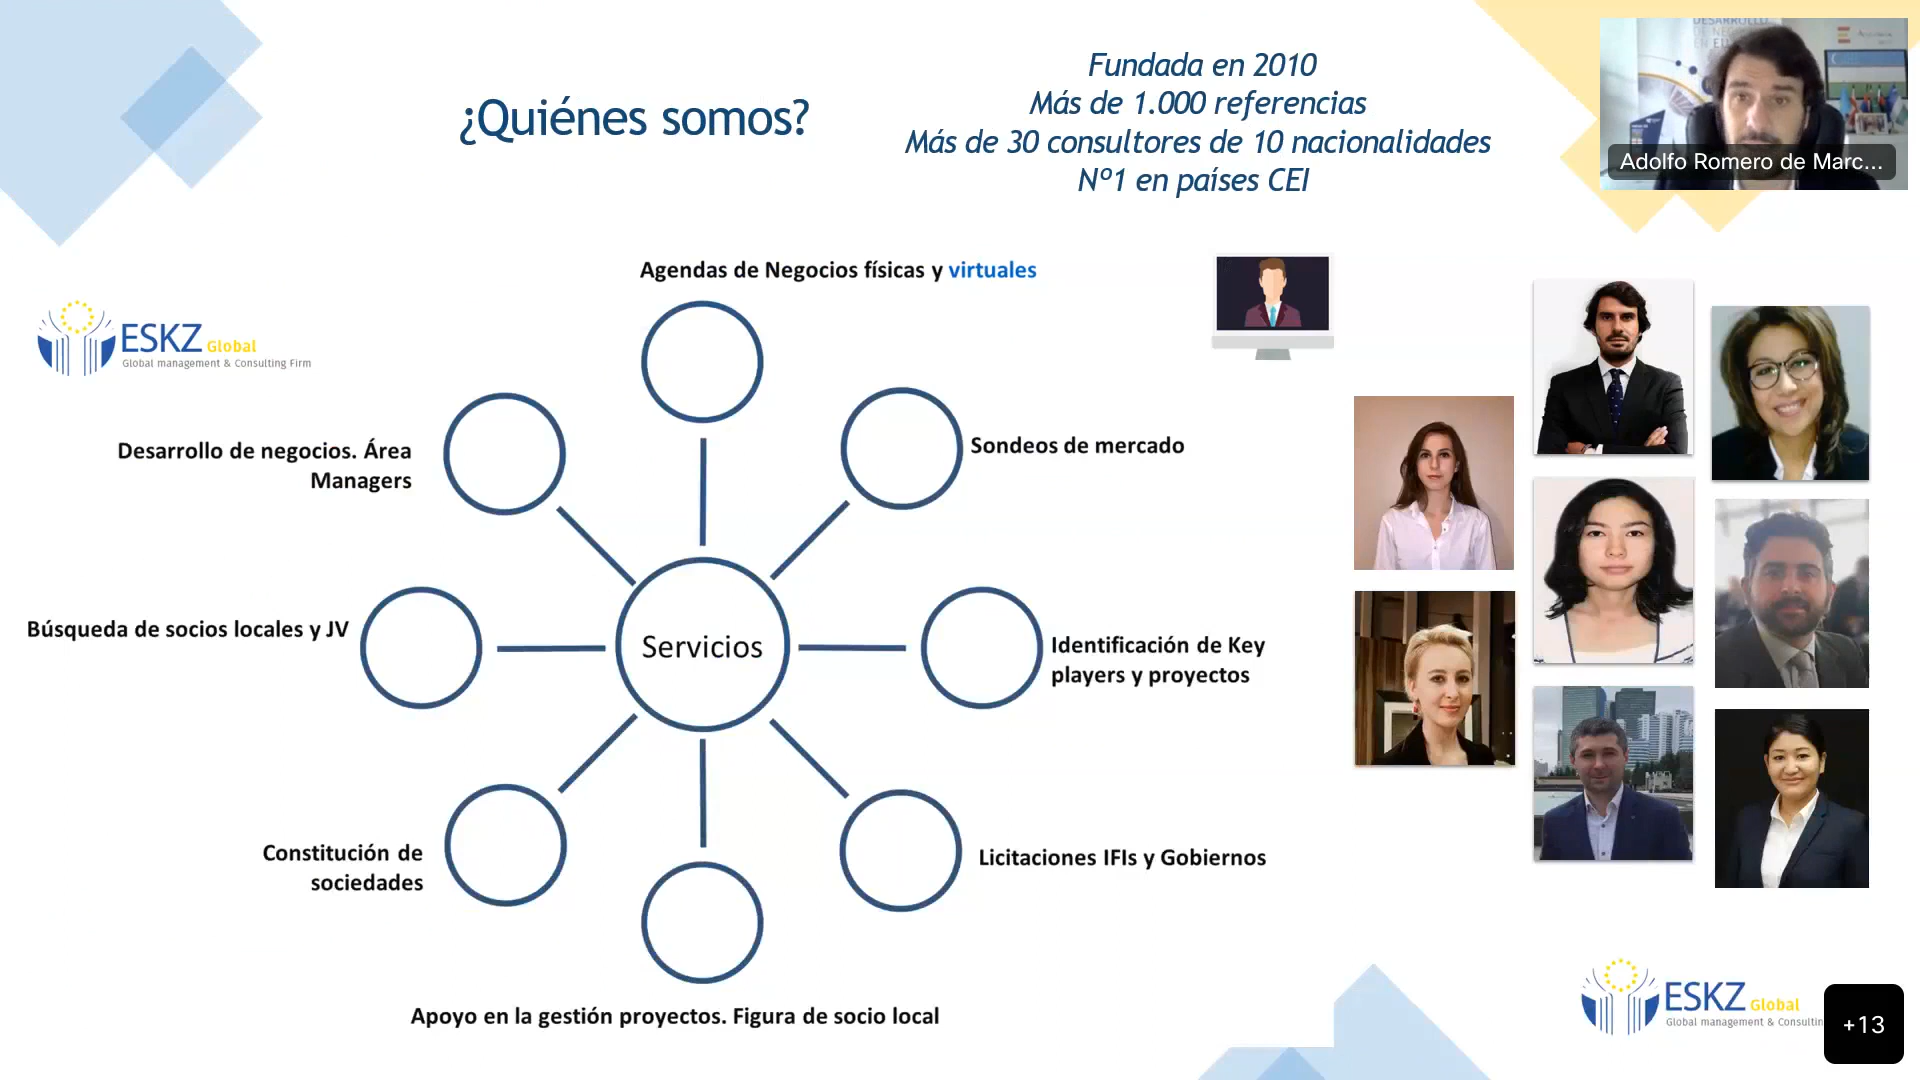 ¿Quiénes somos?
Fundada en 2010
Más de 1.000 referencias
Más de 30 consultores de 10 nacionalidades
Nº1 en países CEI
Adolfo Romero de Marc...
Agendas de Negocios físicas y virtuales
ESKZ Global
Global management & Consulting Firm
Desarrollo de negocios. Área
Managers
Sondeos de mercado
Búsqueda de socios locales y JV
Servicios
Identificación de Key
players y proyectos
Constitución de
sociedades
Licitaciones IFIs y Gobiernos
Apoyo en la gestión proyectos. Figura de socio local
ESKZ Global
Global management & Consultin
+13